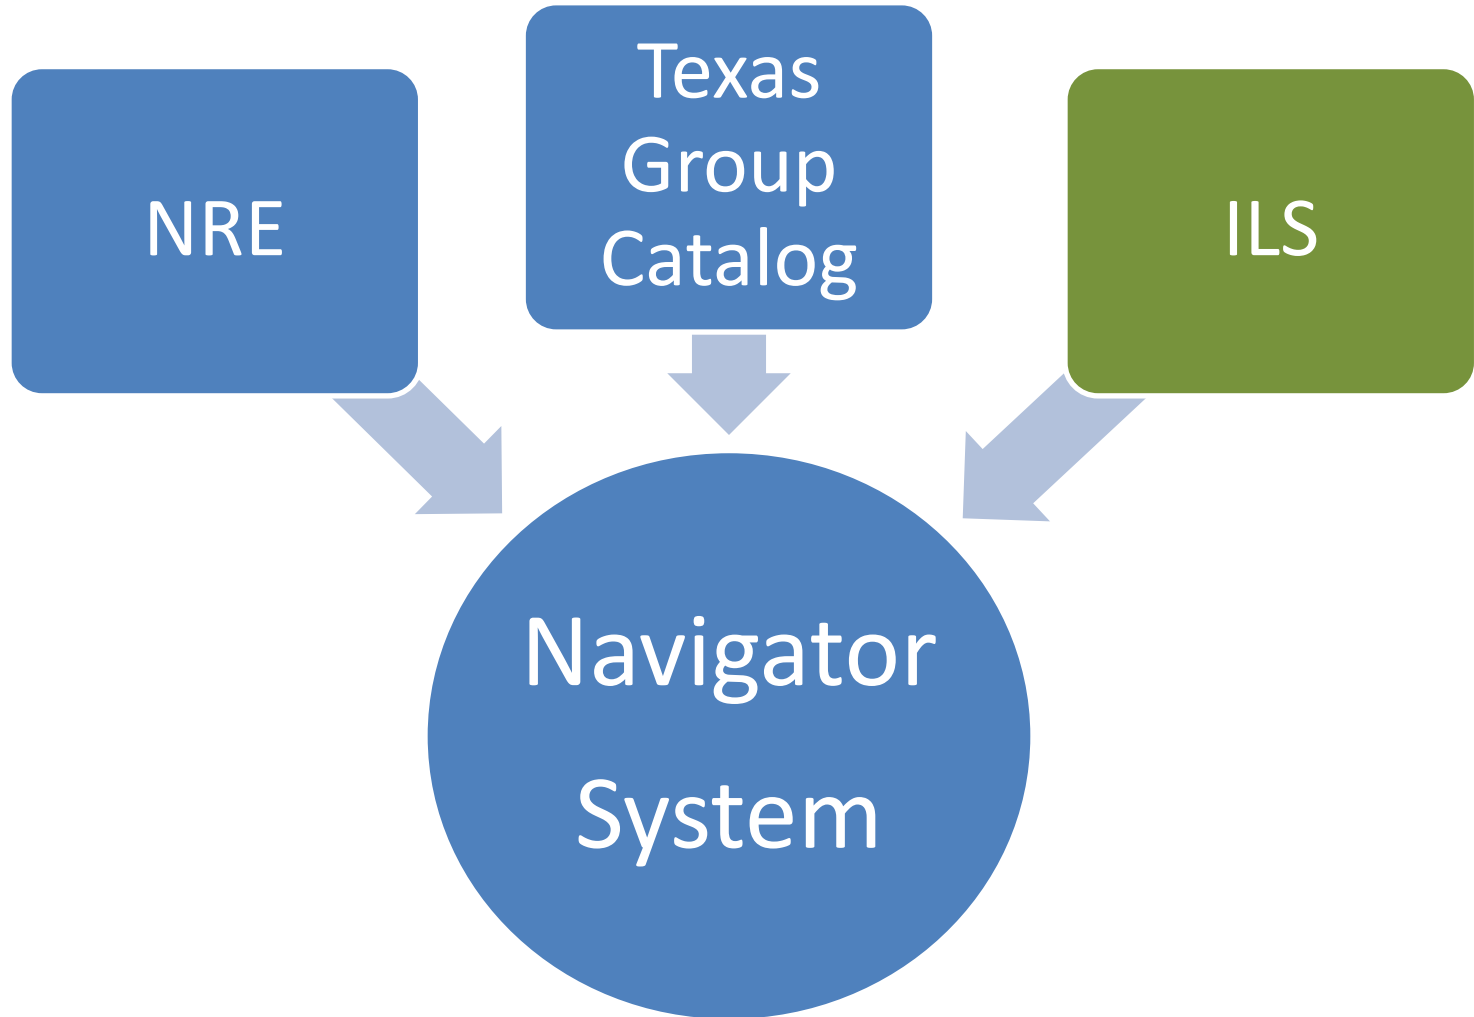 NRE
Texas
Group
Catalog
ILS
Navigator
System